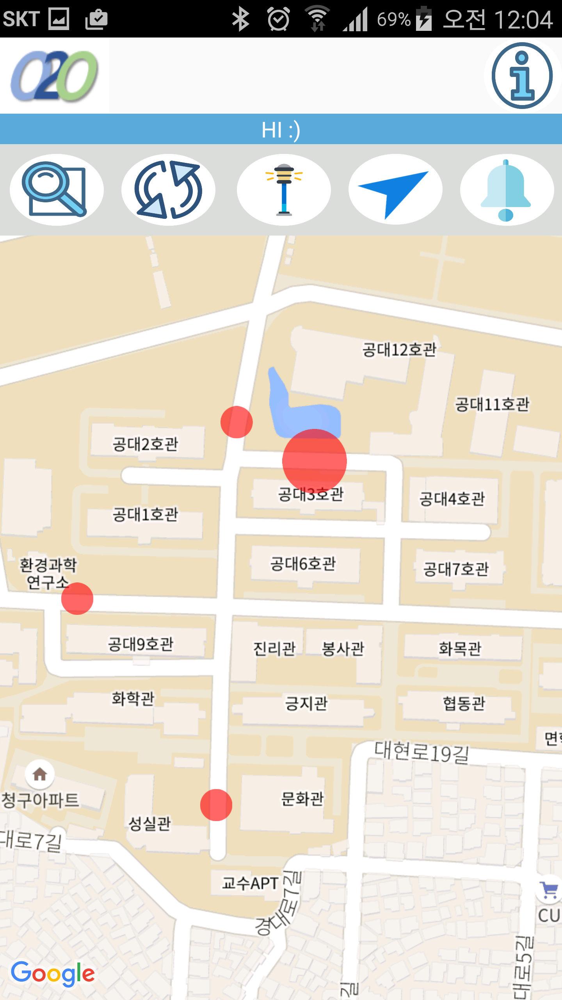 SKT 69% 오전 12:04
020
HI :)
공대12호관
공대11호관
공대2호관
공대3호관
공대4호관
공대1호관
환경과학
연구소
공대6호관
공대7호관
공대9호관
진리관
봉사관
화목관
화학관
긍지관
협동관
대현로19길
청구아파트
문화관
성실관
대로7길
교수APT
경대로7길
CU
대로5길
길
Google